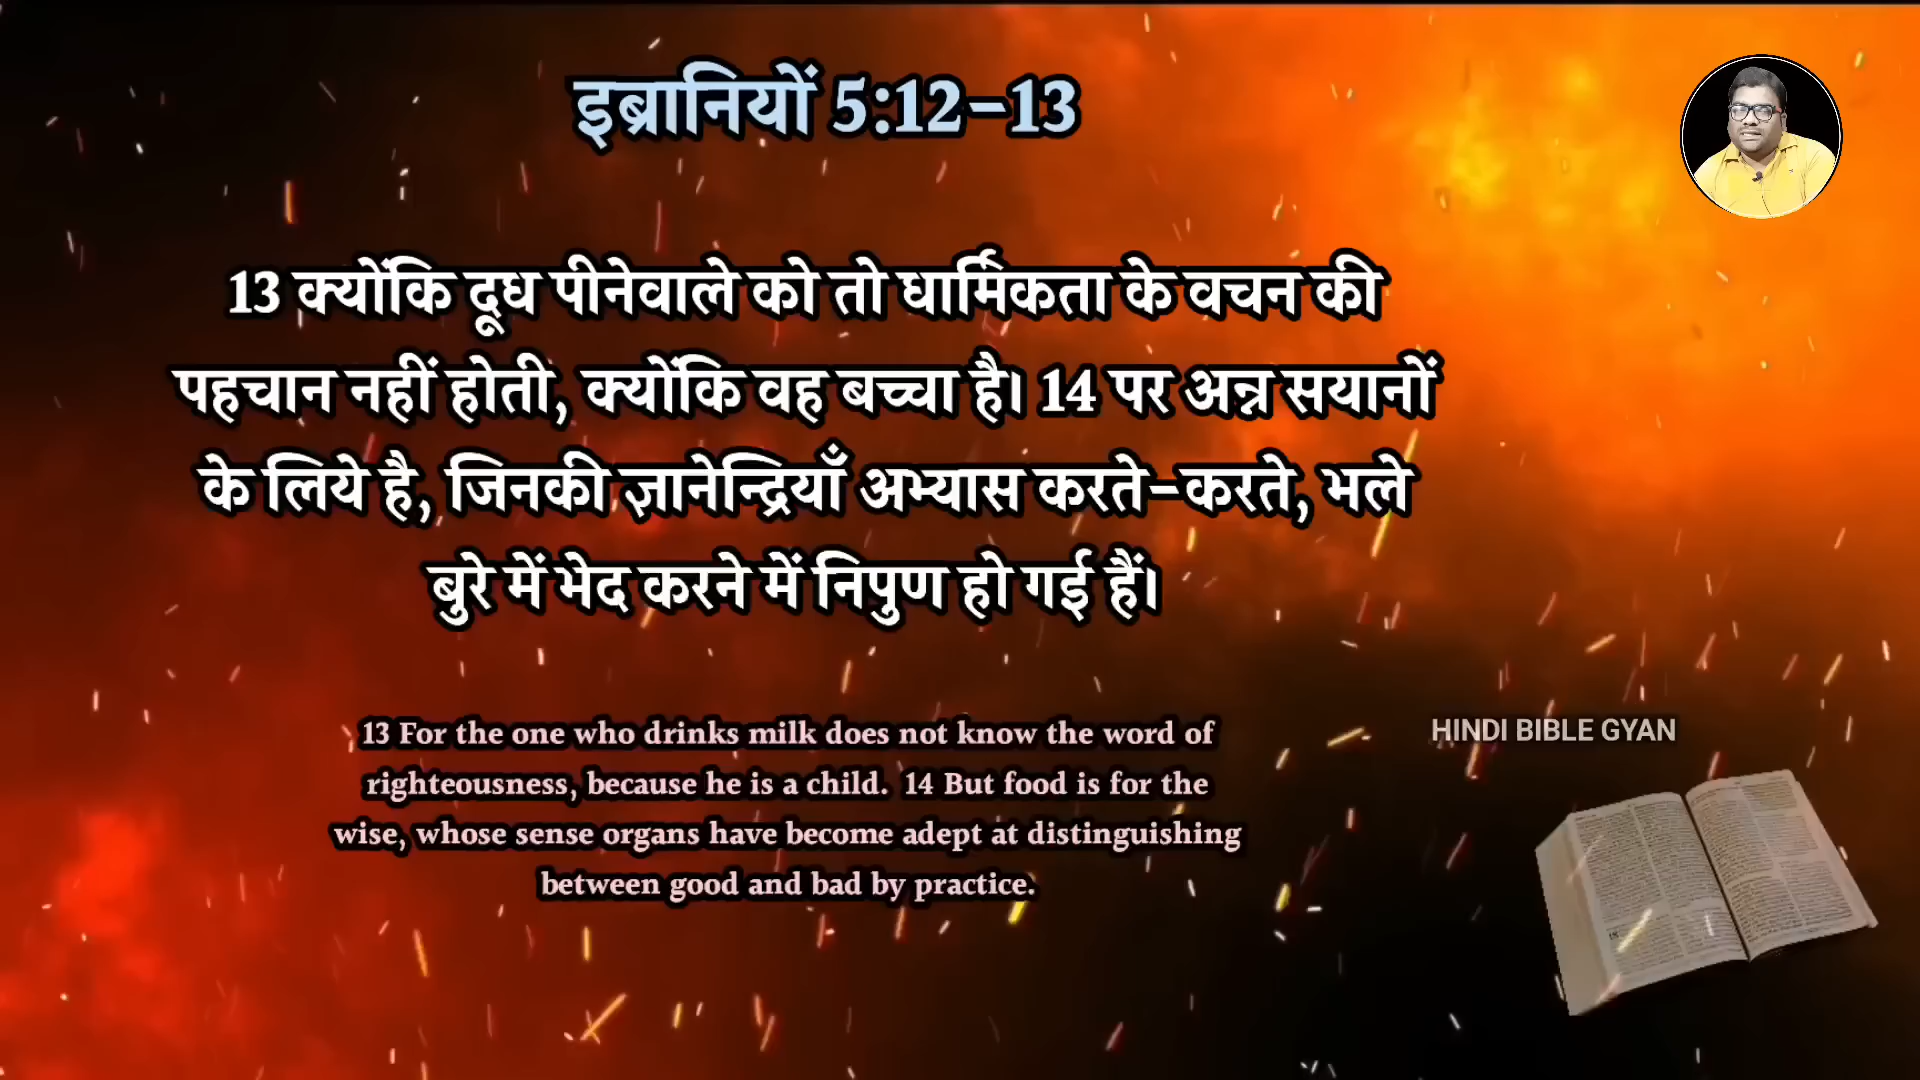 इब्रानियों 5:12-13
13 क्योंकि दूध पीनेवाले को तो धार्मिकता के वचन की
पहचान नहीं होती, क्योंकि वह बच्चा है। 14 पर अन्न सयानों
के लिये है, जिनकी ज्ञानेन्द्रियाँ अभ्यास करते-करते, भले
बुरे में भेद करने में निपुण हो गई हैं।
13 For the one who drinks milk does not know the word of
righteousness, because he is a child. 14 But food is for the
wise, whose sense organs have become adept at distinguishing
between good and bad by practice.
HINDI BIBLE GYAN